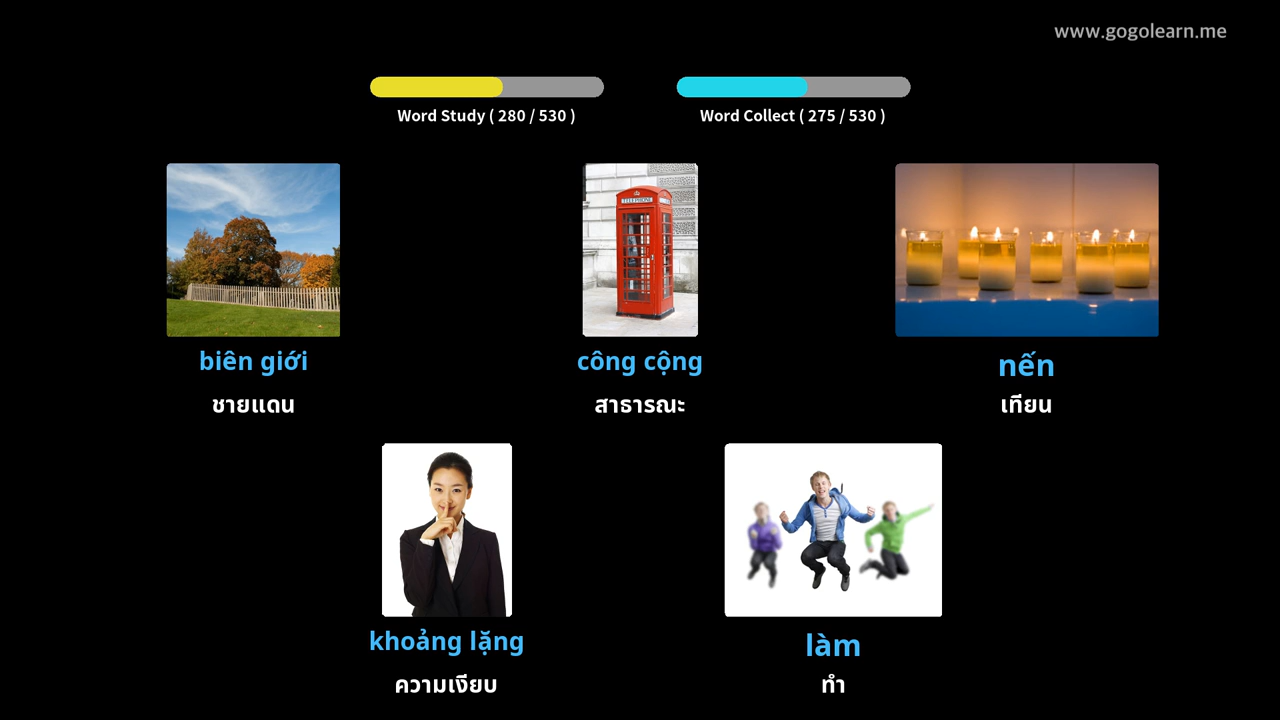 www.gogolearn.me
Word Study ( 280 / 530 )
Word Collect ( 275 / 530 )
TELEPHONE
biên giới
công cộng
nến
ชายแดน
สาธารณะ
เทียน
khoảng lặng
làm
ความเงียบ
ทำ